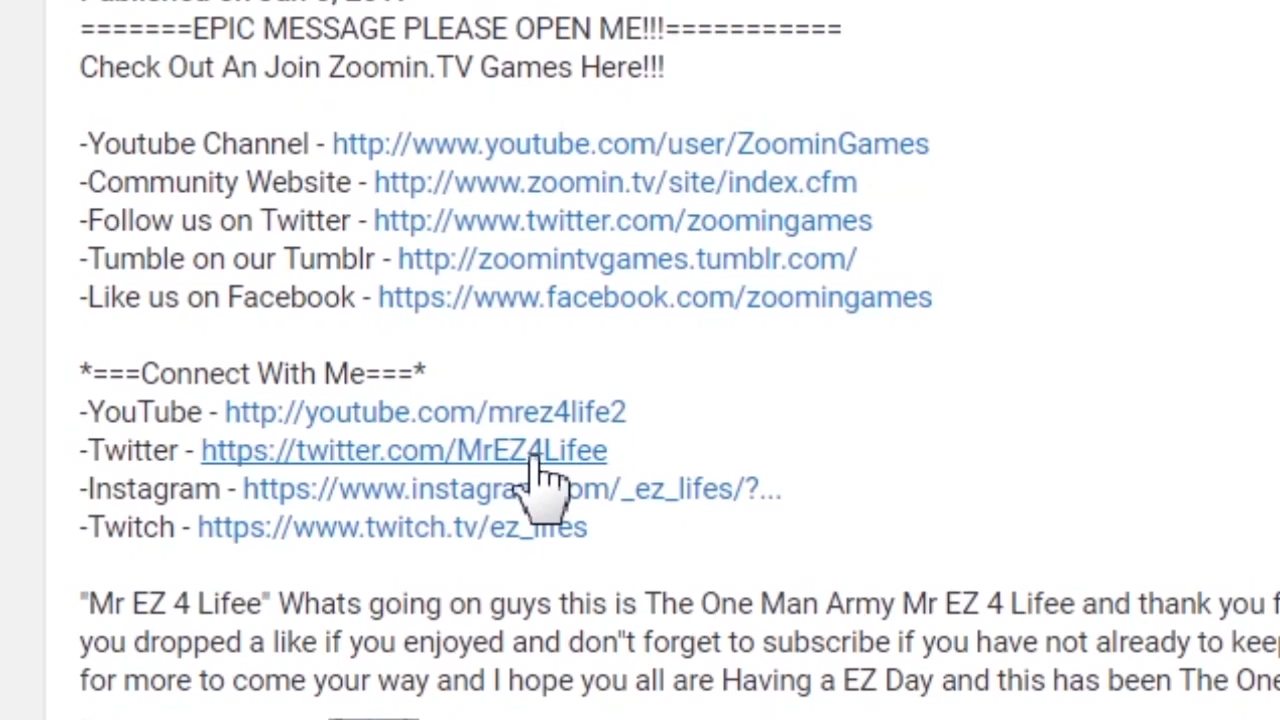 =======EPIC MESSAGE PLEASE OPEN ME!!!===========
Check Out An Join Zoomin.TV Games Here!!!
-Youtube Channel - http://www.youtube.com/user/ZoominGames
-Community Website - http://www.zoomin.tv/site/index.cfm
-Follow us on Twitter - http://www.twitter.com/zoomingames
-Tumble on our Tumblr - http://zoomintvgames.tumblr.com/
-Like us on Facebook - https://www.facebook.com/zoomingames
*===Connect With Me===*
-YouTube - http://youtube.com/mrez4life2
-Twitter - https://twitter.com/MrEZ4Lifee
-Instagram - https://www.instagram.com/_ez_lifes/?...
-Twitch - https://www.twitch.tv/ez_lifes
"Mr EZ 4 Lifee" Whats going on guys this is The One Man Army Mr EZ 4 Lifee and thank you
you dropped a like if you enjoyed and don"t forget to subscribe if you have not already to
for more to come your way and I hope you all are Having a EZ Day and this has been The One